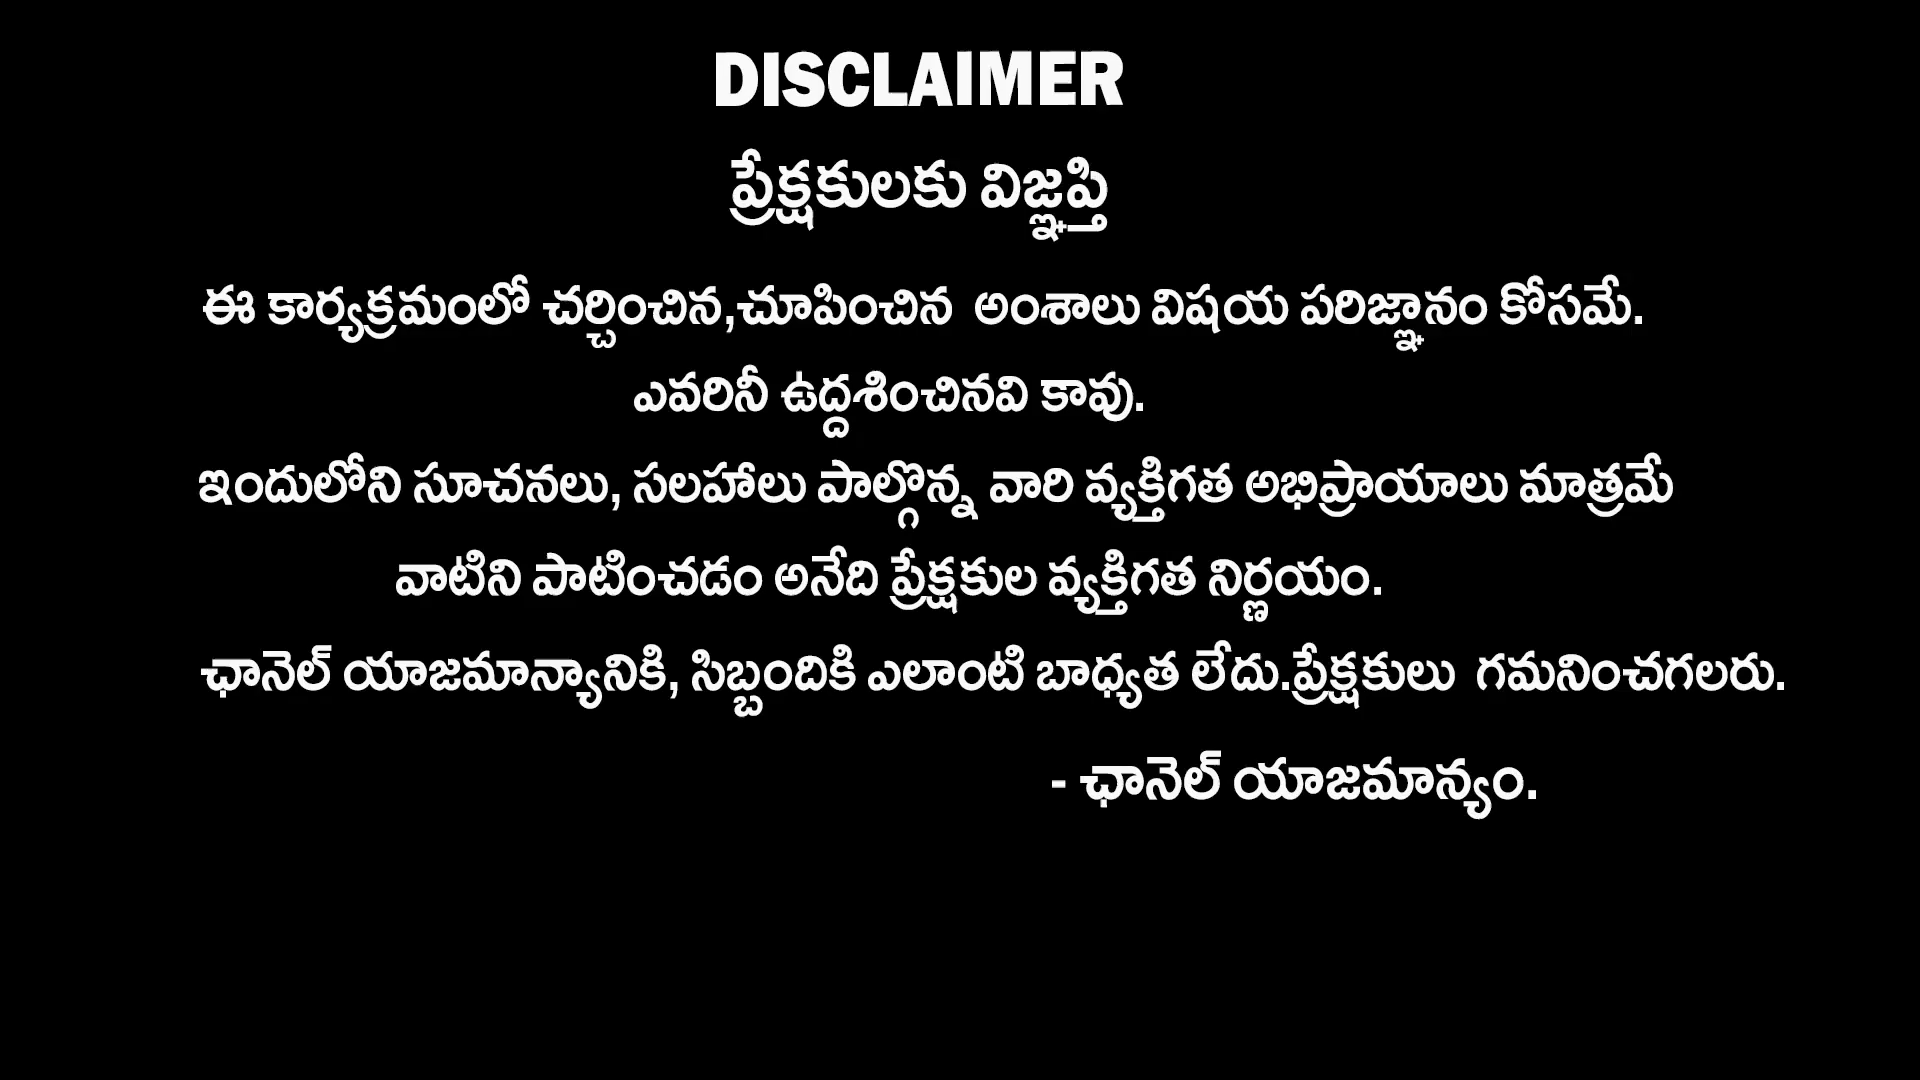 DISCLAIMER
ప్రేక్షకులకు విజ్ఞప్తి
ఈ కార్యక్రమంలో చర్చించిన,చూపించిన అంశాలు విషయ పరిజ్ఞానం కోసమే.
ఎవరినీ ఉద్దశించినవి కావు.
ఇందులోని సూచనలు, సలహాలు పాల్గొన్న వారి వ్యక్తిగత అభిప్రాయాలు మాత్రమే
వాటిని పాటించడం అనేది ప్రేక్షకుల వ్యక్తిగత నిర్ణయం.
ఛానెల్ యాజమాన్యానికి, సిబ్బందికి ఎలాంటి బాధ్యత లేదు.ప్రేక్షకులు గమనించగలరు.
- ఛానెల్ యాజమాన్యం.